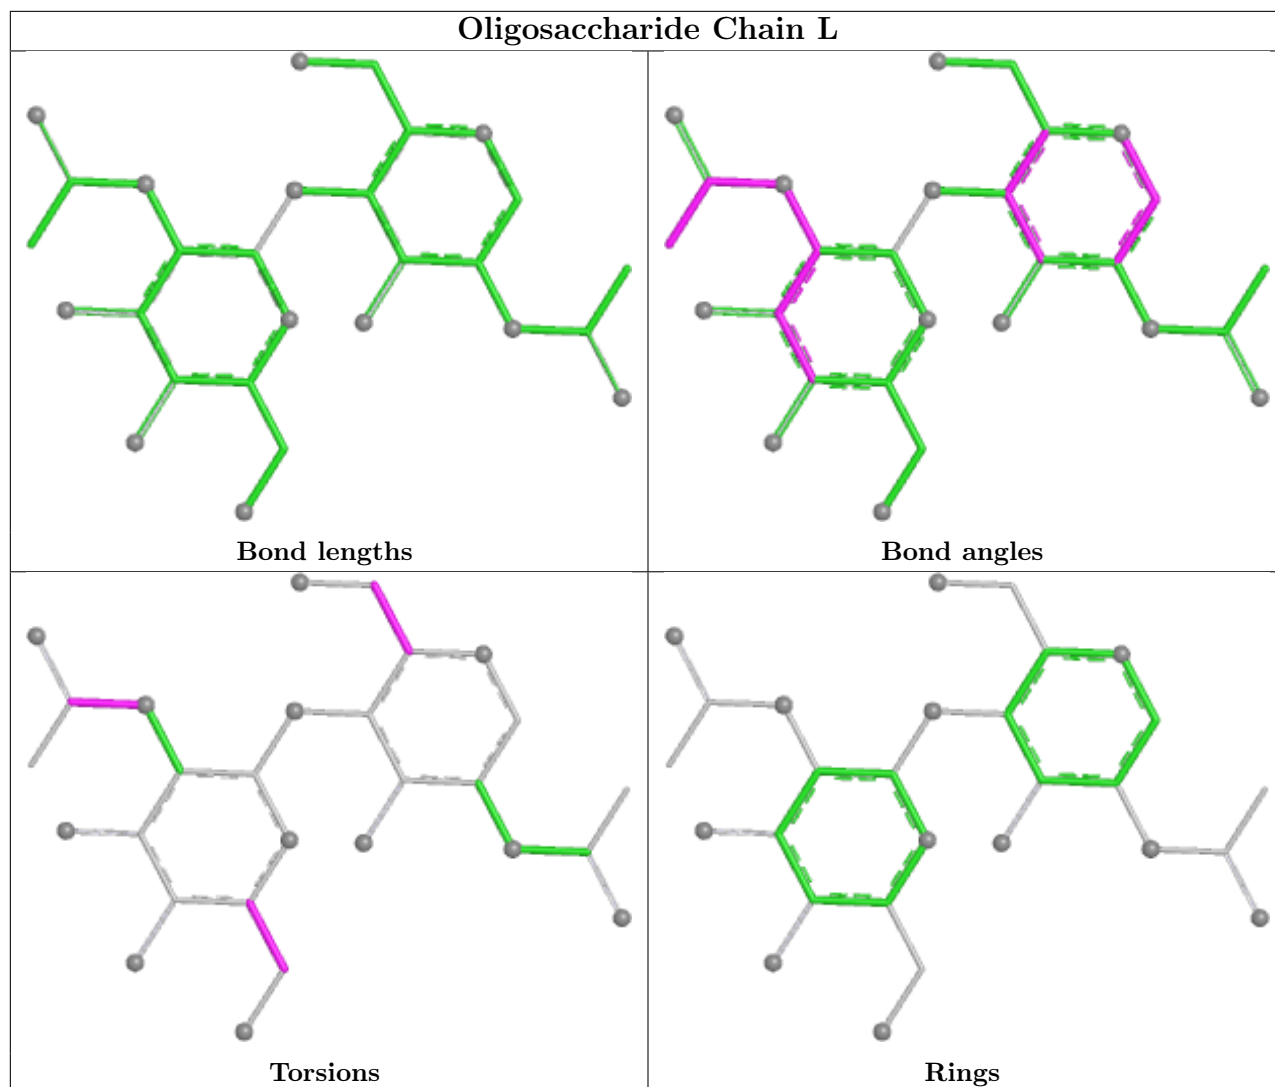 Oligosaccharide Chain L
Bond lengths
Bond angles
Torsions
Rings